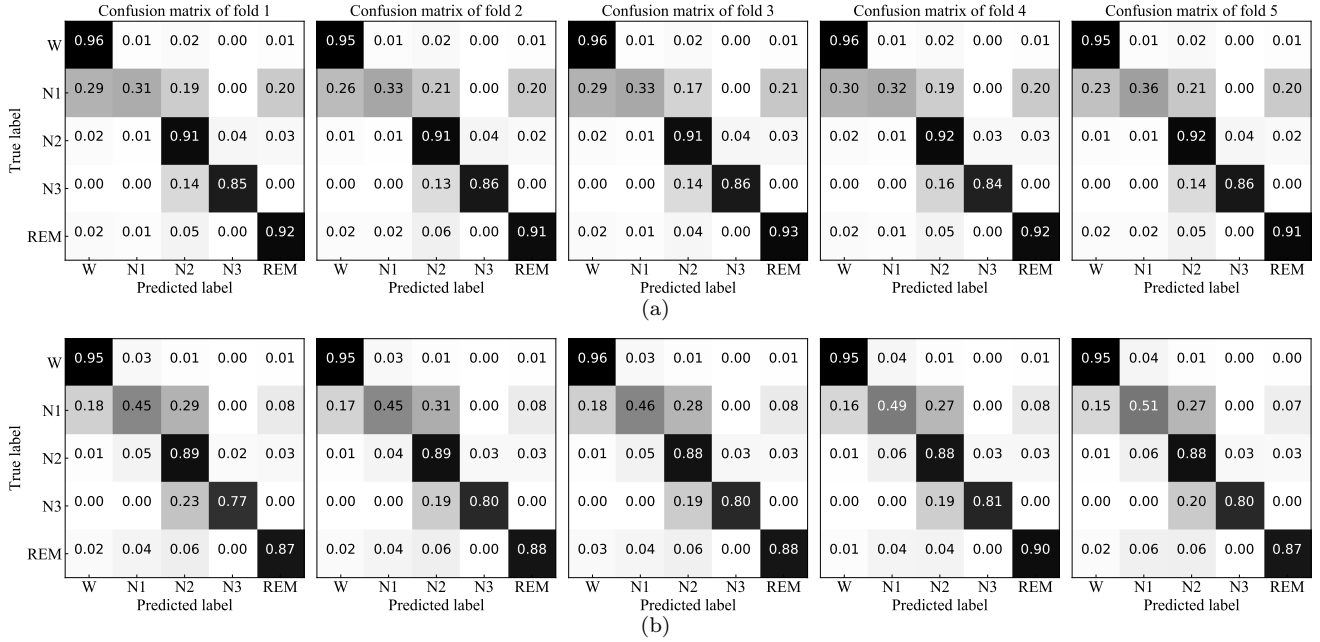 Confusion matrix of fold 1 Confusion matrix of fold 2 Confusion matrix of fold 3 Confusion matrix of fold 4 Confusion matrix of fold 5
W 0.96 0.01 0.02 0.00 0.01 0.95 0.01 0.02 0.00 0.01 0.96 0.01 0.02 0.00 0.01 0.96 0.01 0.02 0.00 0.01 0.95 0.01 0.02 0.00 0.01
N1 0.29 0.31 0.19 0.00 0.20 0.26 0.33 0.21 0.00 0.20 0.29 0.33 0.17 0.00 0.21 0.30 0.32 0.19 0.00 0.20 0.23 0.36 0.21 0.00 0.20
True label
N2 0.02 0.01 0.91 0.04 0.03 0.01 0.01 0.91 0.04 0.02 0.02 0.01 0.91 0.04 0.03 0.02 0.01 0.92 0.03 0.03 0.01 0.01 0.92 0.04 0.02
N3 0.00 0.00 0.14 0.85 0.00 0.00 0.00 0.13 0.86 0.00 0.00 0.00 0.14 0.86 0.00 0.00 0.00 0.16 0.84 0.00 0.00 0.00 0.14 0.86 0.00
REM 0.02 0.01 0.05 0.00 0.92 0.02 0.02 0.06 0.00 0.91 0.02 0.01 0.04 0.00 0.93 0.02 0.01 0.05 0.00 0.92 0.02 0.02 0.05 0.00 0.91
W N1 N2 N3 REM W N1 N2 N3 REM W N1 N2 N3 REM W N1 N2 N3 REM W N1 N2 N3 REM
Predicted label Predicted label Predicted label Predicted label Predicted label
(a)
W 0.95 0.03 0.01 0.00 0.01 0.95 0.03 0.01 0.00 0.01 0.96 0.03 0.01 0.00 0.01 0.95 0.04 0.01 0.00 0.01 0.95 0.04 0.01 0.00 0.00
N1 0.18 0.45 0.29 0.00 0.08 0.17 0.45 0.31 0.00 0.08 0.18 0.46 0.28 0.00 0.08 0.16 0.49 0.27 0.00 0.08 0.15 0.51 0.27 0.00 0.07
True label
N2 0.01 0.05 0.89 0.02 0.03 0.01 0.04 0.89 0.03 0.03 0.01 0.05 0.88 0.03 0.03 0.01 0.06 0.88 0.03 0.03 0.01 0.06 0.88 0.03 0.03
N3 0.00 0.00 0.23 0.77 0.00 0.00 0.00 0.19 0.80 0.00 0.00 0.00 0.19 0.80 0.00 0.00 0.00 0.19 0.81 0.00 0.00 0.00 0.20 0.80 0.00
REM 0.02 0.04 0.06 0.00 0.87 0.02 0.04 0.06 0.00 0.88 0.03 0.04 0.06 0.00 0.88 0.01 0.04 0.04 0.00 0.90 0.02 0.06 0.06 0.00 0.87
W N1 N2 N3 REM W N1 N2 N3 REM W N1 N2 N3 REM W N1 N2 N3 REM W N1 N2 N3 REM
Predicted label Predicted label Predicted label Predicted label Predicted label
(b)